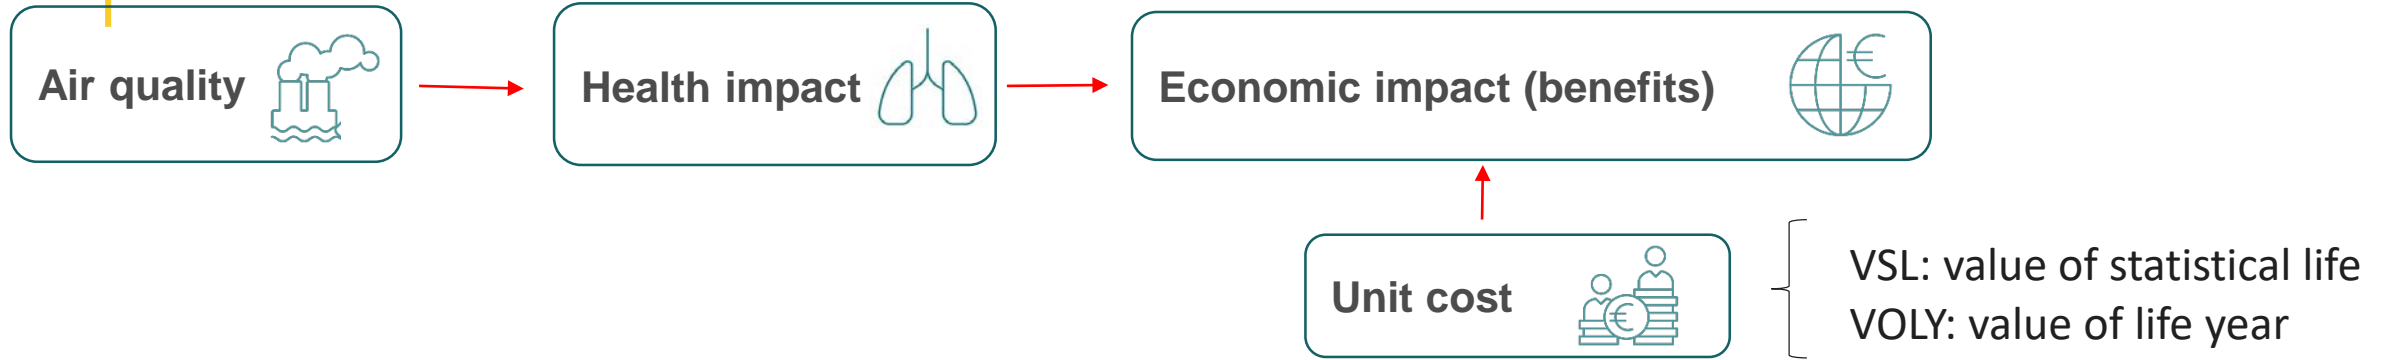 Air quality
Health impact
Economic impact (benefits)
€
Unit cost
€
VSL: value of statistical life
VOLY: value of life year